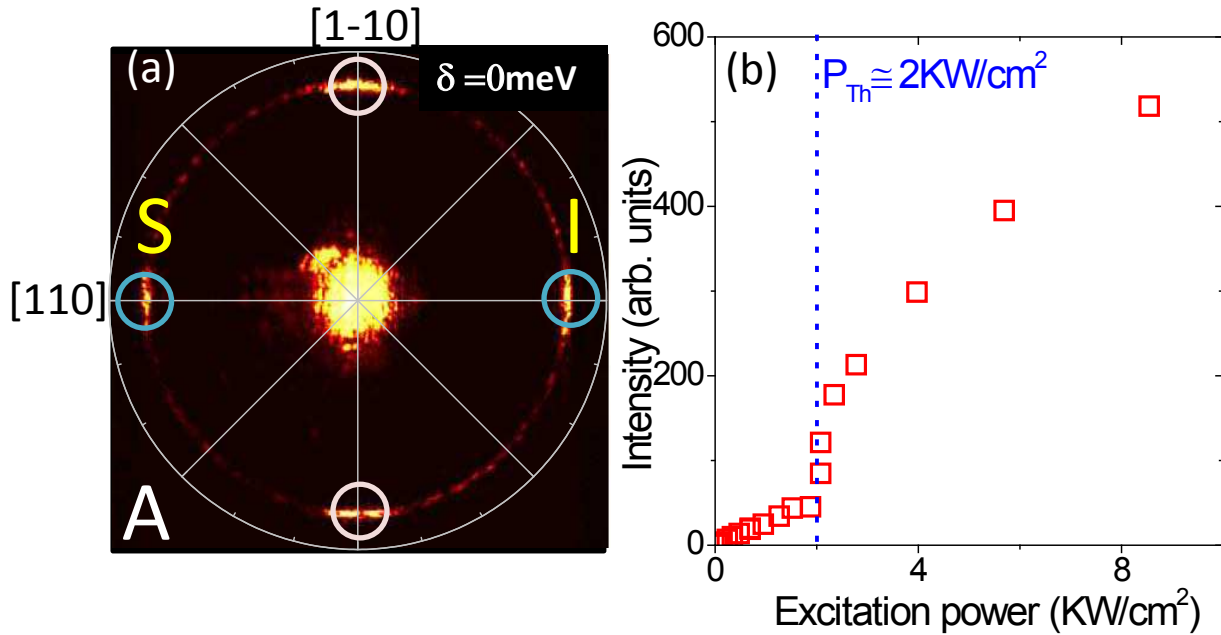 [1-10]
(a)
δ =0meV
S
I
[110]
A
(b)
P_Th ≅ 2KW/cm²
600
400
200
0
Intensity (arb. units)
0
4
8
Excitation power (KW/cm²)